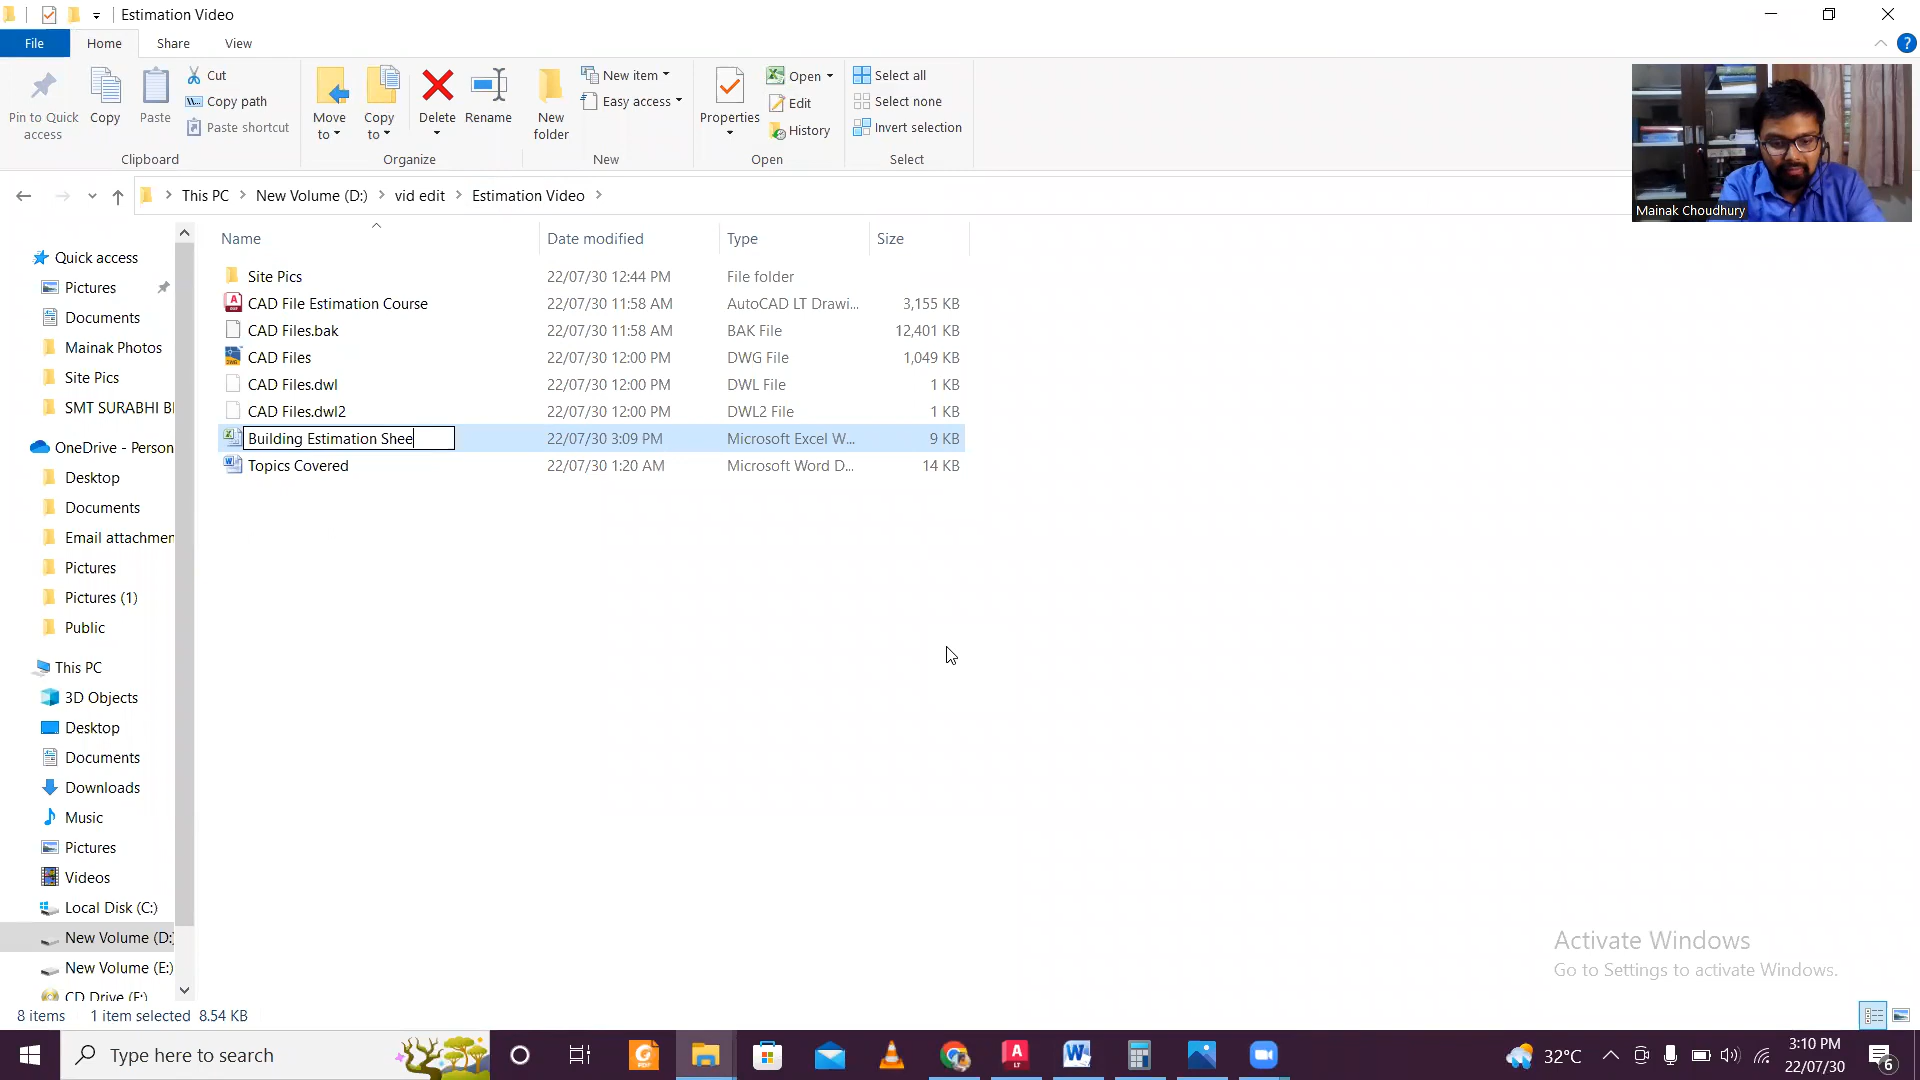 Estimation Video
File Home Share View
Pin to Quick access
Copy
Paste
Cut
Copy path
Paste shortcut
Clipboard
Move to
Copy to
Delete
Rename
Organize
New folder
New item
Easy access
New
Properties
Open
Edit
History
Open
Select all
Select none
Invert selection
Select
Mainak Choudhury
This PC New Volume (D:) vid edit Estimation Video
Name Date modified Type Size
Site Pics 22/07/30 12:44 PM File folder
CAD File Estimation Course 22/07/30 11:58 AM AutoCAD LT Drawi... 3,155 KB
CAD Files.bak 22/07/30 11:58 AM BAK File 12,401 KB
CAD Files 22/07/30 12:00 PM DWG File 1,049 KB
CAD Files.dwl 22/07/30 12:00 PM DWL File 1 KB
CAD Files.dwl2 22/07/30 12:00 PM DWL2 File 1 KB
Building Estimation Shee 22/07/30 3:09 PM Microsoft Excel W... 9 KB
Topics Covered 22/07/30 1:20 AM Microsoft Word D... 14 KB
Quick access
Pictures
Documents
Mainak Photos
Site Pics
SMT SURABHI B
OneDrive - Person
Desktop
Documents
Email attachmen
Pictures
Pictures (1)
Public
This PC
3D Objects
Desktop
Documents
Downloads
Music
Pictures
Videos
Local Disk (C:)
New Volume (D:)
New Volume (E:)
CD Drive (F:)
Activate Windows
Go to Settings to activate Windows.
8 items 1 item selected 8.54 KB
Type here to search
32°C
3:10 PM
22/07/30
6